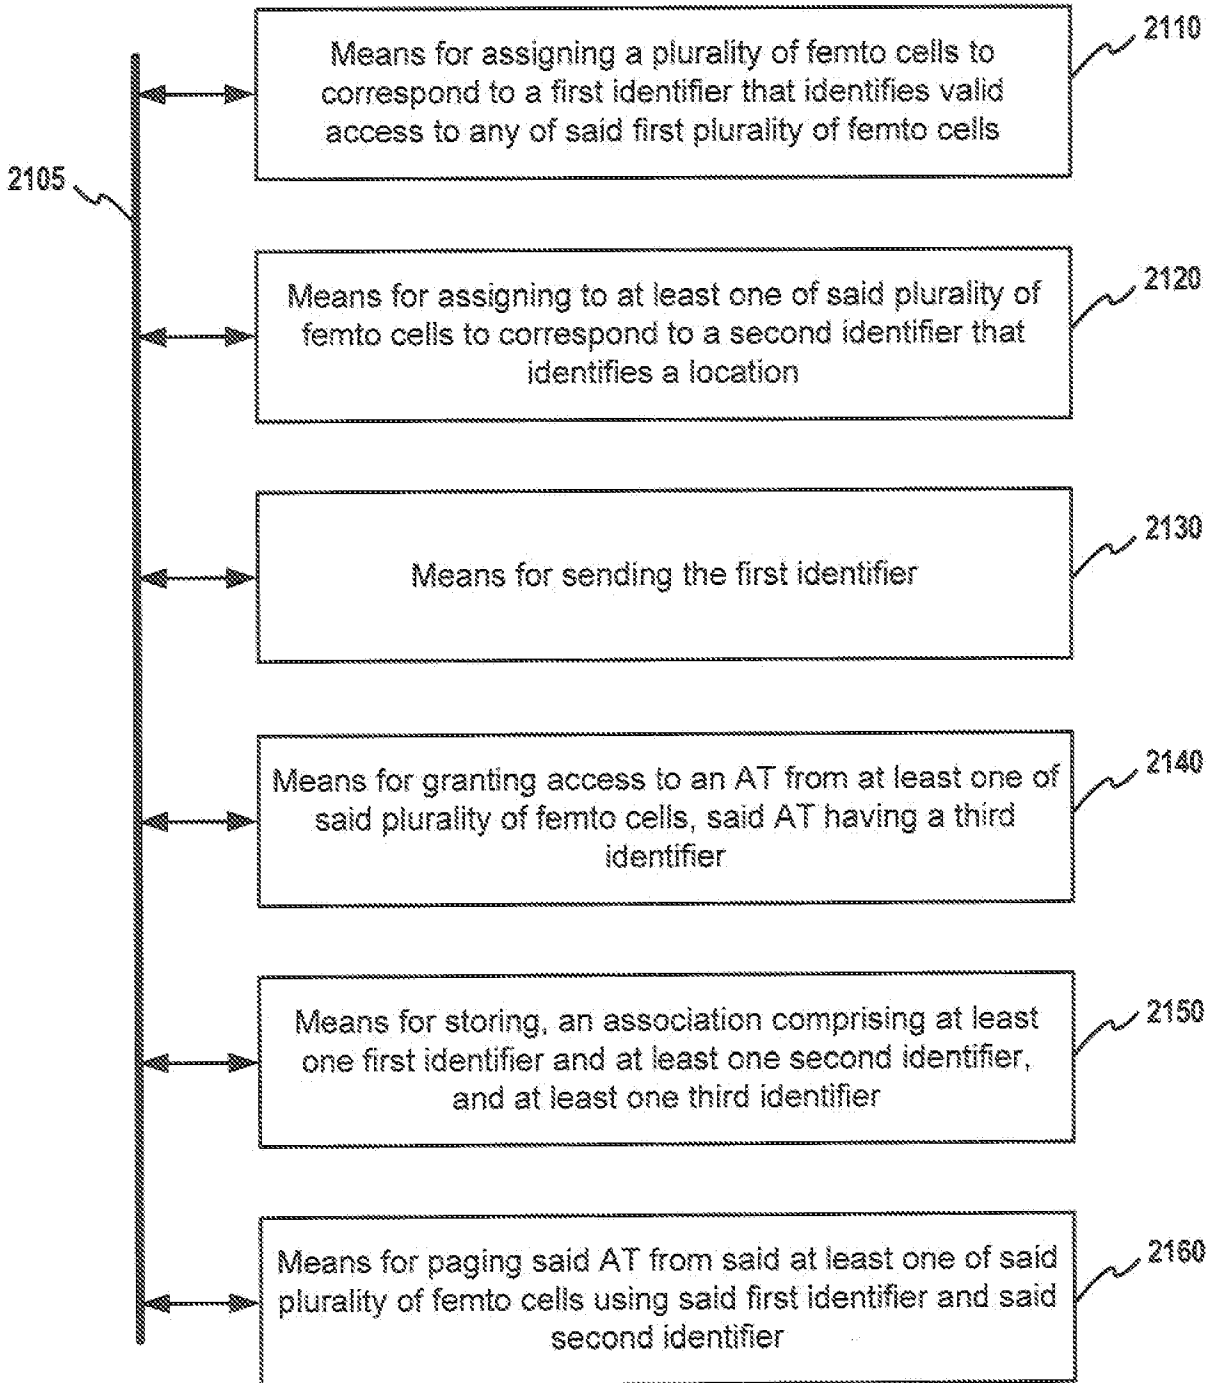 2110
Means for assigning a plurality of femto cells to
correspond to a first identifier that identifies valid
access to any of said first plurality of femto cells
2105
2120
Means for assigning to at least one of said plurality of
femto cells to correspond to a second identifier that
identifies a location
2130
Means for sending the first identifier
2140
Means for granting access to an AT from at least one of
said plurality of femto cells, said AT having a third
identifier
2150
Means for storing, an association comprising at least
one first identifier and at least one second identifier,
and at least one third identifier
2160
Means for paging said AT from said at least one of said
plurality of femto cells using said first identifier and said
second identifier